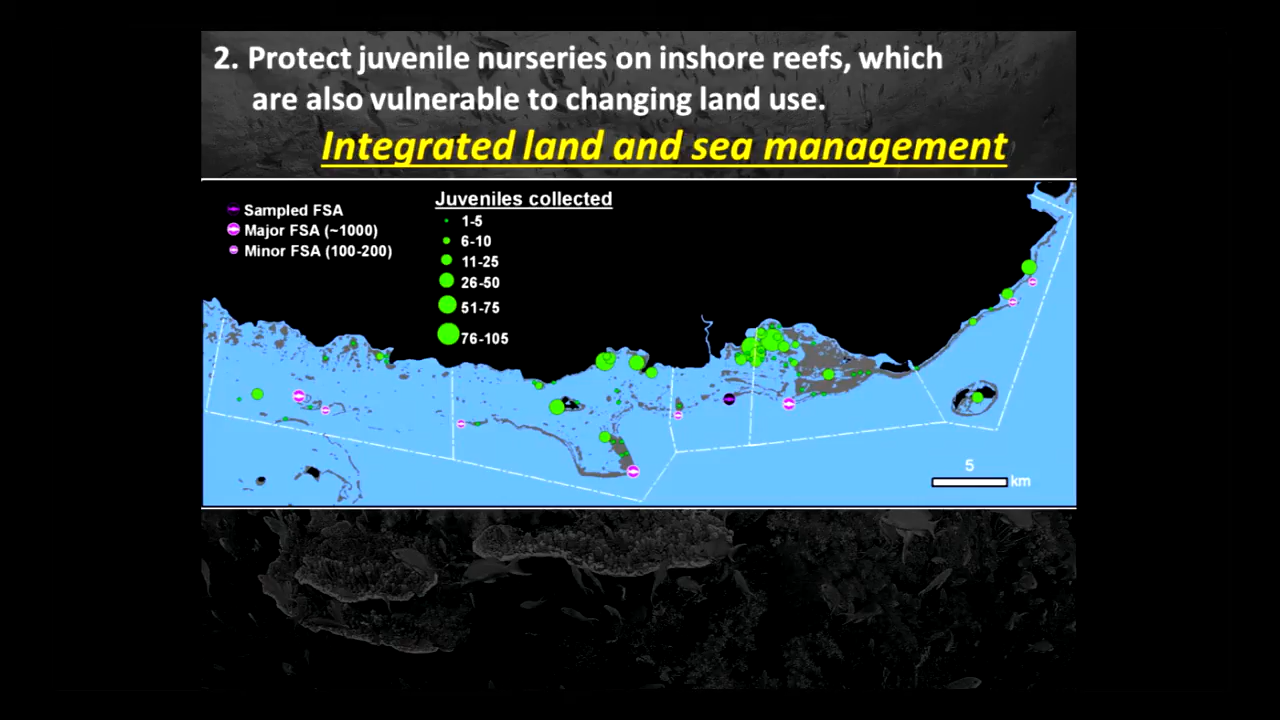 2. Protect juvenile nurseries on inshore reefs, which
are also vulnerable to changing land use.
Integrated land and sea management
Sampled FSA
Major FSA (~1000)
Minor FSA (100-200)
Juveniles collected
1-5
6-10
11-25
26-50
51-75
76-105
5
km